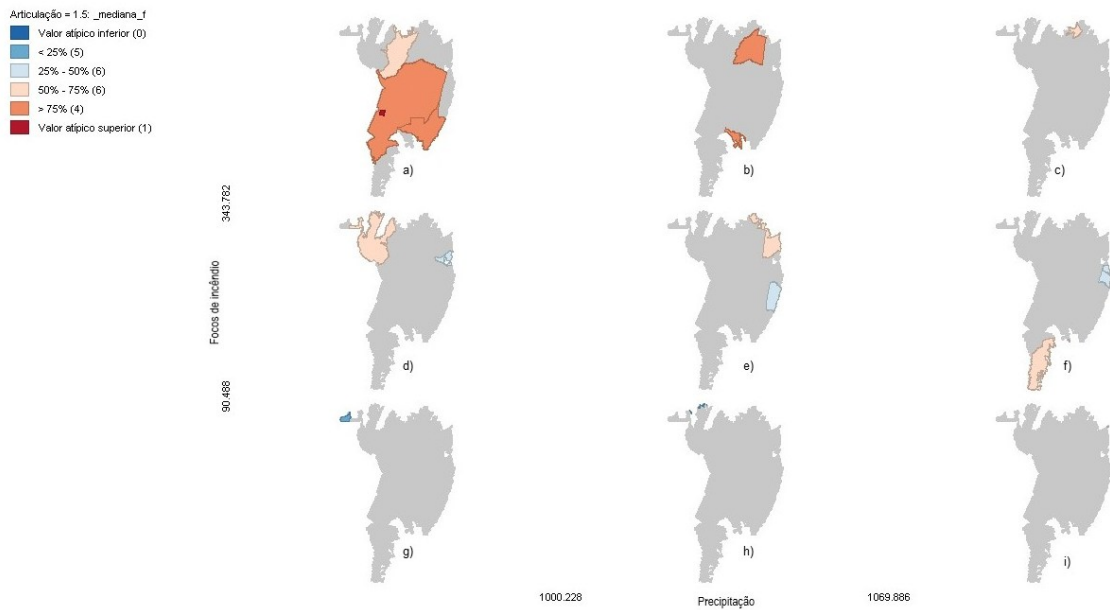 Articulação = 1.5: _mediana_f
Valor atípico inferior (0)
< 25% (5)
25% - 50% (6)
50% - 75% (6)
> 75% (4)
Valor atípico superior (1)
a)
b)
c)
343.782
Focos de incêndio
d)
e)
f)
90.488
g)
h)
i)
1000.228
Precipitação
1069.886